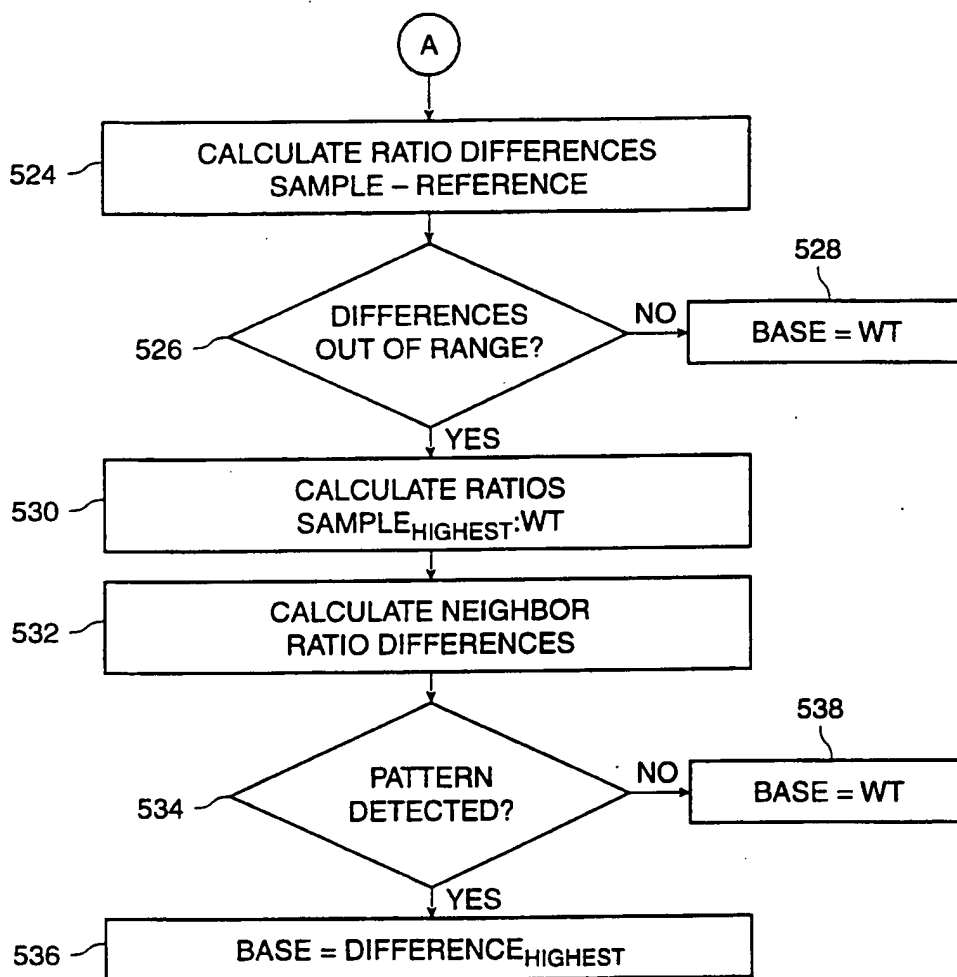 A
524
CALCULATE RATIO DIFFERENCES
SAMPLE – REFERENCE
528
526
DIFFERENCES
OUT OF RANGE?
NO
BASE = WT
YES
530
CALCULATE RATIOS
SAMPLEHIGHEST:WT
532
CALCULATE NEIGHBOR
RATIO DIFFERENCES
538
534
PATTERN
DETECTED?
NO
BASE = WT
YES
536
BASE = DIFFERENCEHIGHEST